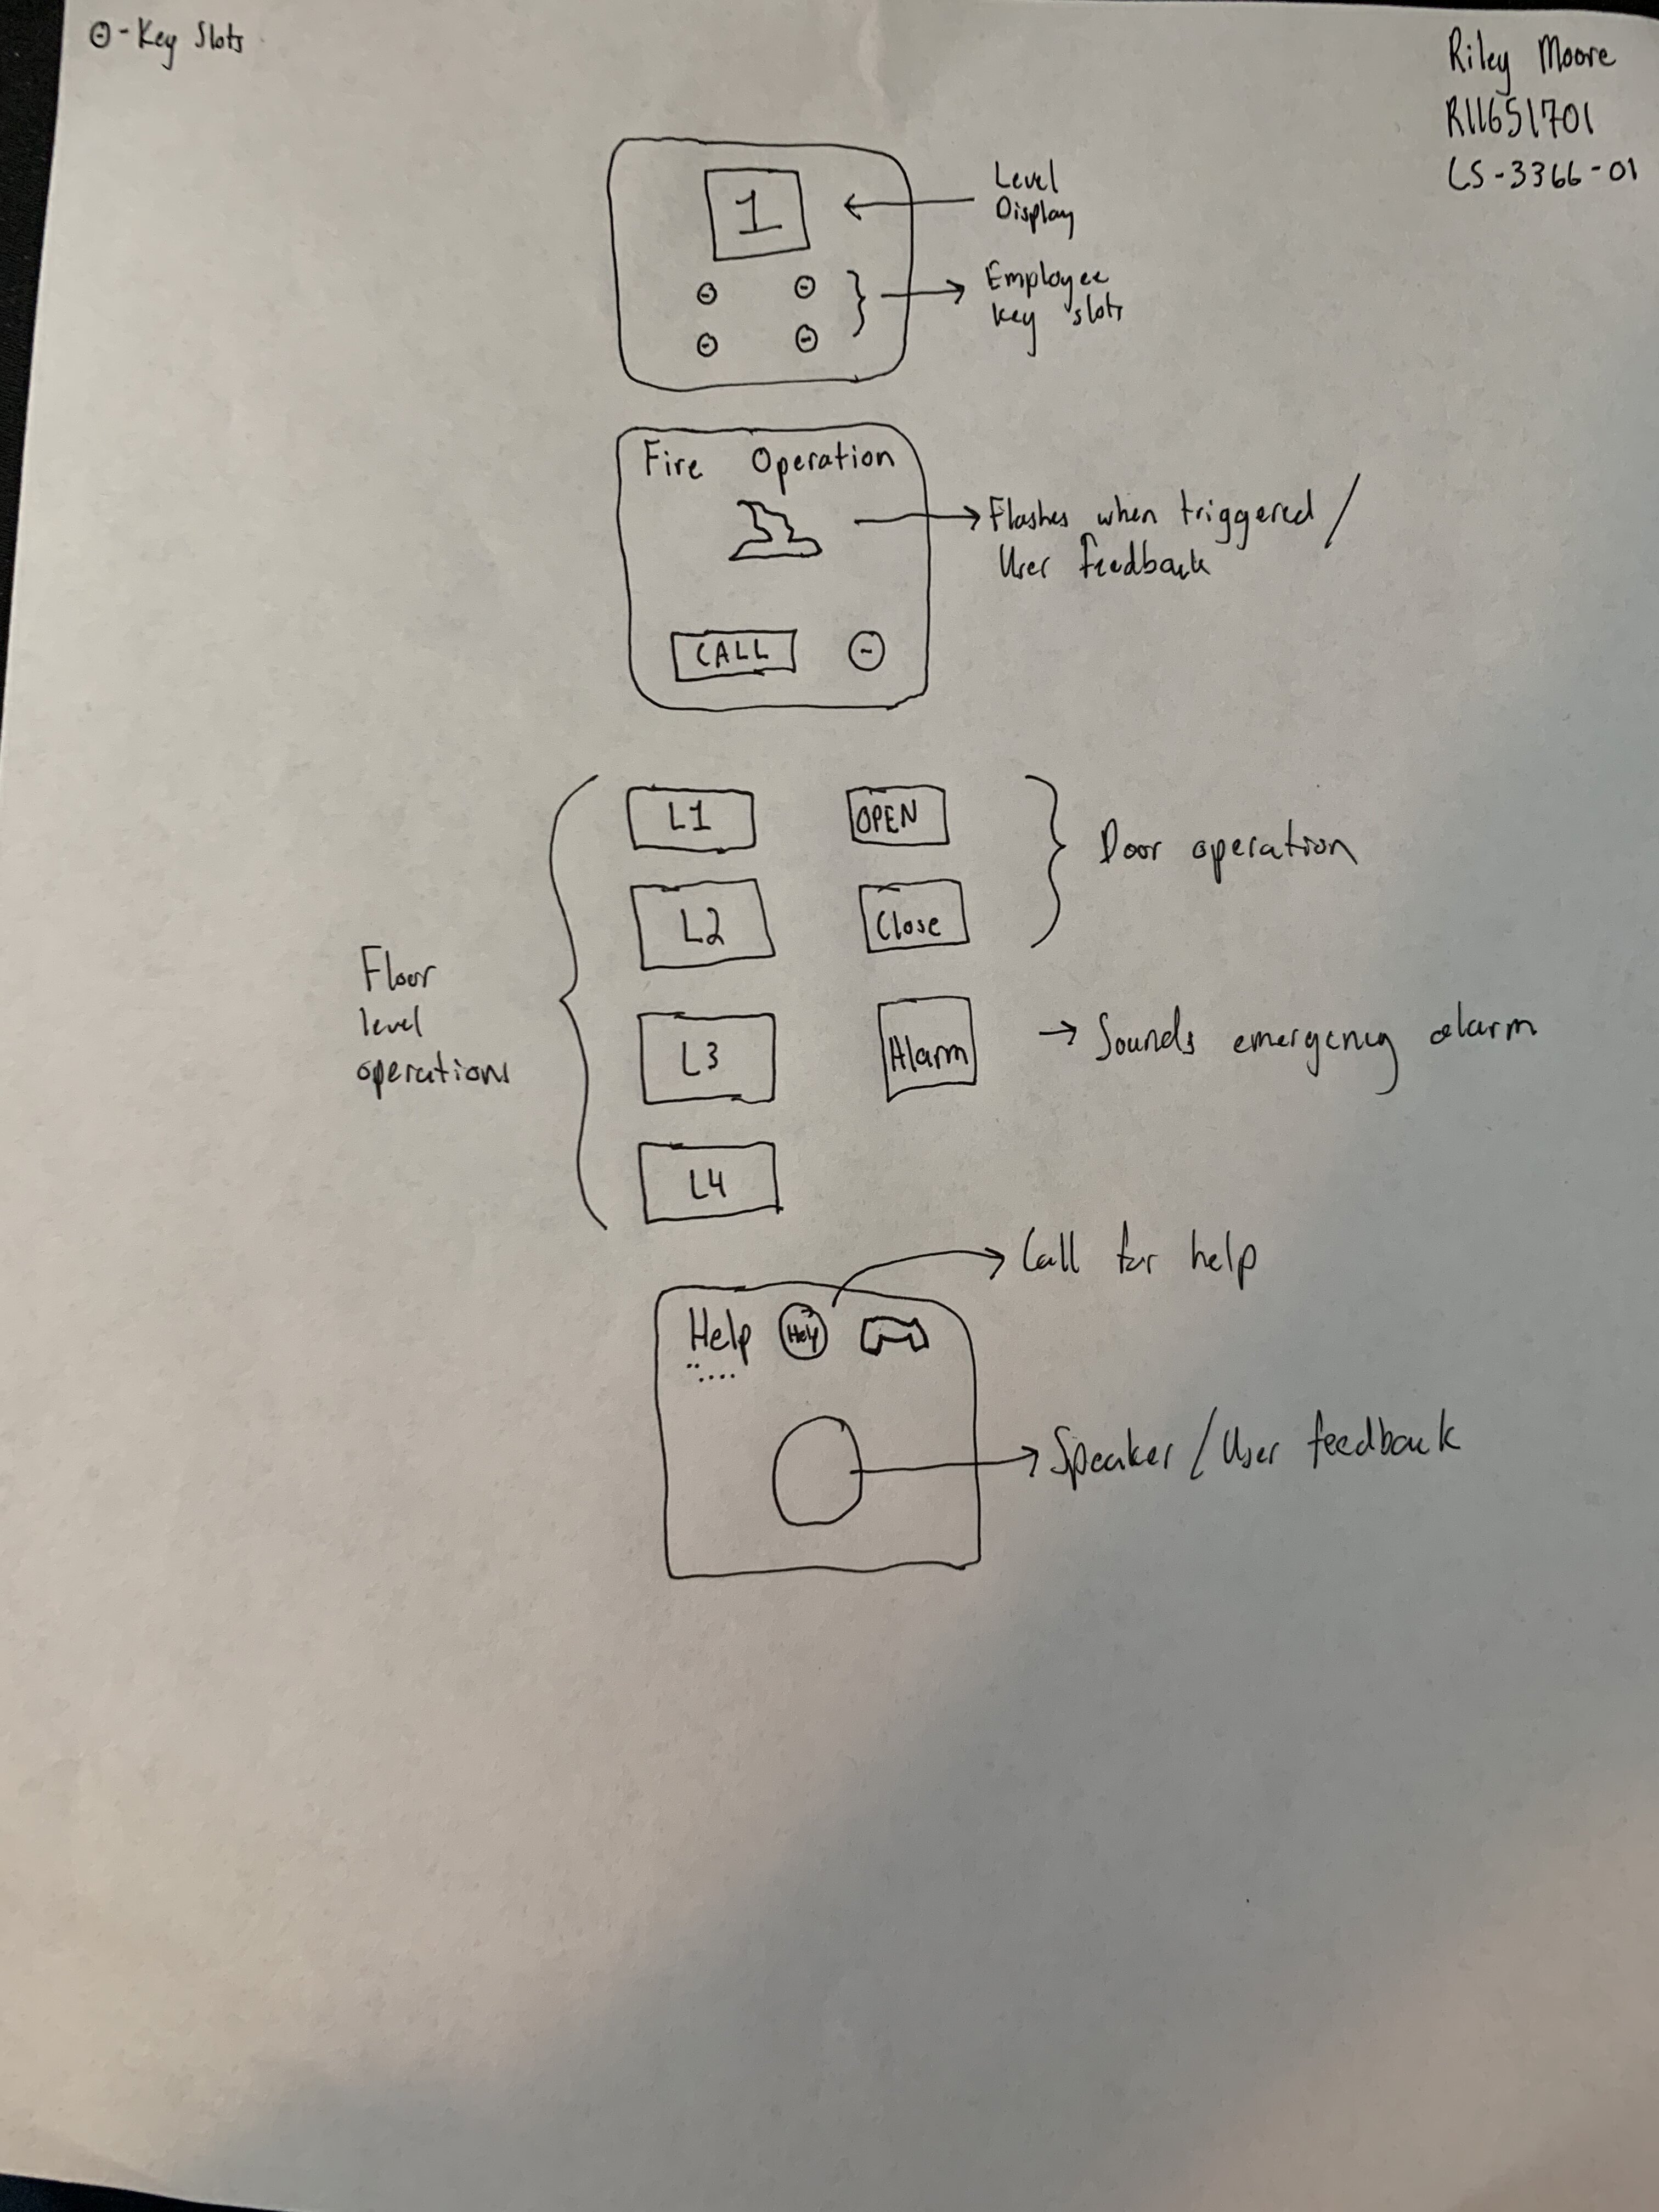 Θ - Key Slots
Riley Moore
R11651701
CS-3366-01
1
Level
Display
Employee
key slots
Fire Operation
Flashes when triggered /
User feedback
CALL
L1
OPEN
Door operation
L2
Close
Floor
level
operations
L3
Alarm
→ Sounds emergency alarm
L4
Call for help
Help
Help
Speaker / User feedback